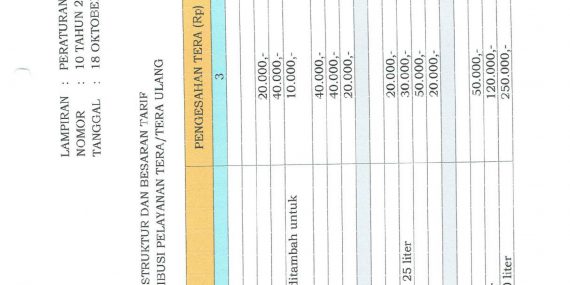 LAMPIRAN : PERATURAN
NOMOR : 10 TAHUN 2
TANGGAL : 18 OKTOBE
STRUKTUR DAN BESARAN TARIF
IBUSI PELAYANAN TERA/TERA ULANG
PENGESAHAN TERA (Rp)
3
20.000,-
40.000,-
ditambah untuk 10.000,-
40.000,-
40.000,-
20.000,-
20.000,-
25 liter 30.000,-
50.000,-
20.000,-
50.000,-
120.000,-
0 liter 250.000,-